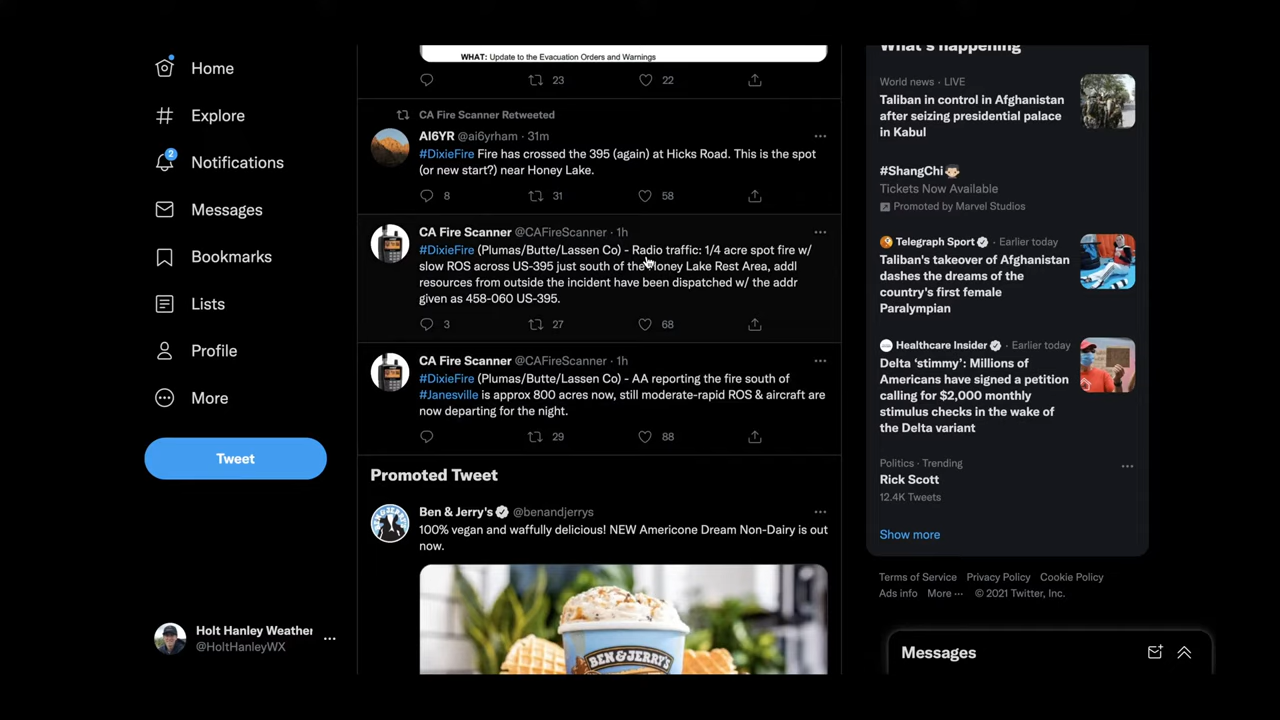 Home
Explore
2
Notifications
Messages
Bookmarks
Lists
Profile
More
Tweet
Holt Hanley Weather
@HoltHanleyWX
WHAT: Update to the Evacuation Orders and Warnings
23 22
CA Fire Scanner Retweeted
AI6YR @ai6yrham · 31m
#DixieFire Fire has crossed the 395 (again) at Hicks Road. This is the spot
(or new start?) near Honey Lake.
8 31 58
CA Fire Scanner @CAFireScanner · 1h
#DixieFire (Plumas/Butte/Lassen Co) - Radio traffic: 1/4 acre spot fire w/
slow ROS across US-395 just south of the Honey Lake Rest Area, addl
resources from outside the incident have been dispatched w/ the addr
given as 458-060 US-395.
3 27 68
CA Fire Scanner @CAFireScanner · 1h
#DixieFire (Plumas/Butte/Lassen Co) - AA reporting the fire south of
#Janesville is approx 800 acres now, still moderate-rapid ROS & aircraft are
now departing for the night.
29 88
Promoted Tweet
Ben & Jerry's @benandjerrys
100% vegan and waffully delicious! NEW Americone Dream Non-Dairy is out
now.
BEN & JERRY'S
What's happening
World news · LIVE
Taliban in control in Afghanistan
after seizing presidential palace
in Kabul
#ShangChi
Tickets Now Available
Promoted by Marvel Studios
Telegraph Sport · Earlier today
Taliban's takeover of Afghanistan
dashes the dreams of the
country's first female
Paralympian
Healthcare Insider · Earlier today
Delta ‘stimmy’: Millions of
Americans have signed a petition
calling for $2,000 monthly
stimulus checks in the wake of
the Delta variant
Politics · Trending
Rick Scott
12.4K Tweets
Show more
Terms of Service Privacy Policy Cookie Policy
Ads info More ··· © 2021 Twitter, Inc.
Messages